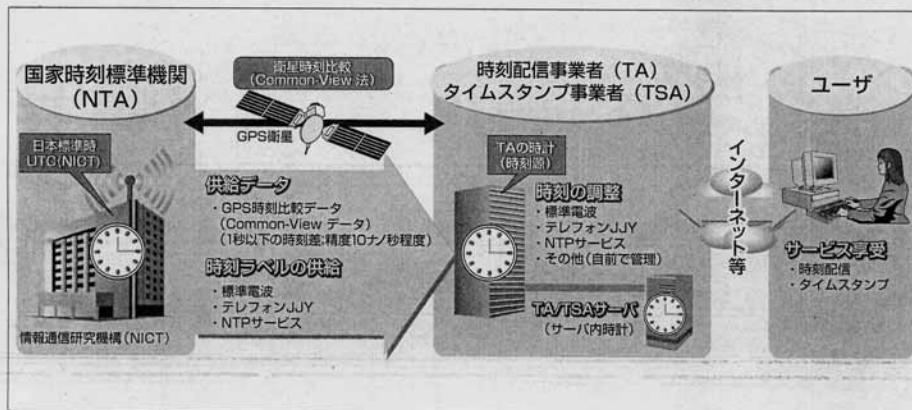 国家時刻標準機関
（NTA）
日本標準時
UTC(NICT)
情報通信研究機構（NICT）
衛星時刻比較
（Common-View 法）
GPS衛星
供給データ
・GPS時刻比較データ
（Common-View データ）
（1秒以下の時刻差;精度10ナノ秒程度）
時刻ラベルの供給
・標準電波
・テレフォンJJY
・NTPサービス
時刻配信事業者（TA）
タイムスタンプ事業者（TSA）
TAの時計
（時刻源）
時刻の調整
・標準電波
・テレフォンJJY
・NTPサービス
・その他（自前で管理）
TA/TSAサーバ
（サーバ内時計）
インターネット等
ユーザ
サービス享受
・時刻配信
・タイムスタンプ